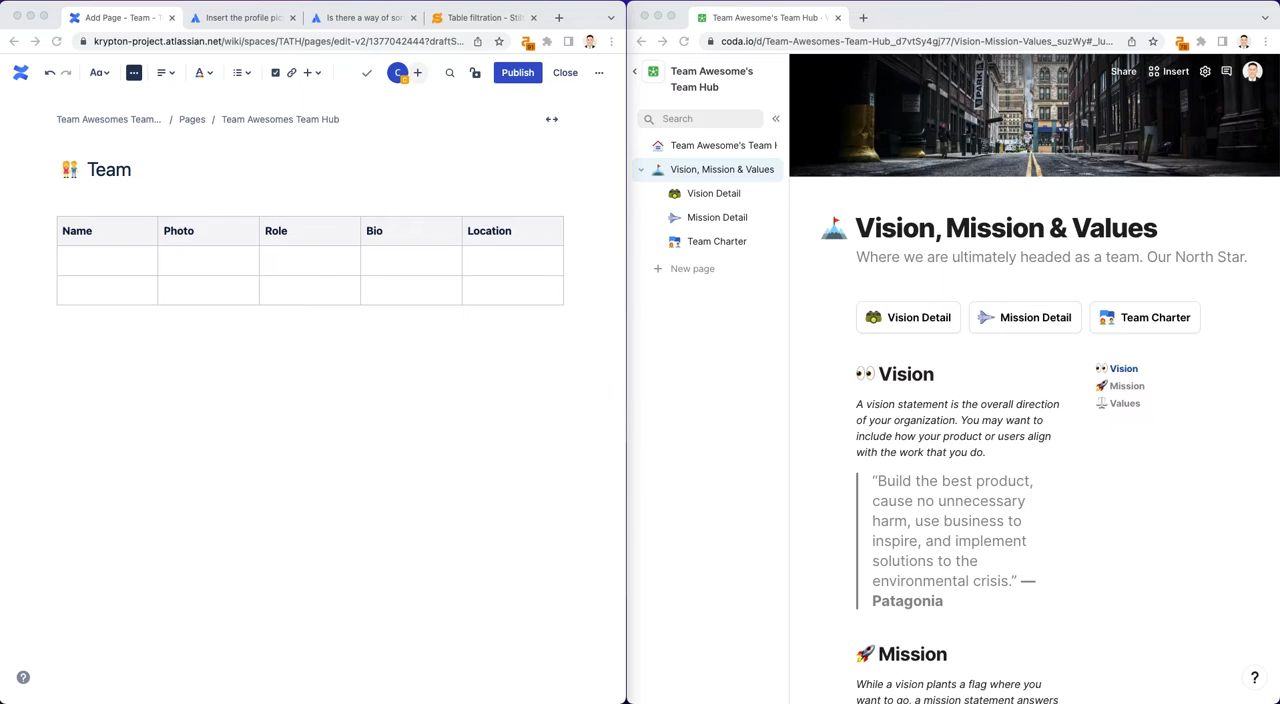 Add Page - Team - T
Insert the profile pic
Is there a way of som
Table filtration - Stilt
krypton-project.atlassian.net/wiki/spaces/TATH/pages/edit-v2/1377042444?draftS...
Aa
C
Publish
Close
Team Awesomes Team... / Pages / Team Awesomes Team Hub
Team
Name Photo Role Bio Location
?
Team Awesome's Team Hub ·
coda.io/d/Team-Awesomes-Team-Hub_d7vtSy4gj77/Vision-Mission-Values_suzWy#_lu...
Team Awesome's
Team Hub
Search
Team Awesome's Team H
Vision, Mission & Values
Vision Detail
Mission Detail
Team Charter
New page
PARK
Share Insert
Vision, Mission & Values
Where we are ultimately headed as a team. Our North Star.
Vision Detail Mission Detail Team Charter
Vision
A vision statement is the overall direction
of your organization. You may want to
include how your product or users align
with the work that you do.
“Build the best product,
cause no unnecessary
harm, use business to
inspire, and implement
solutions to the
environmental crisis.” —
Patagonia
Vision
Mission
Values
Mission
While a vision plants a flag where you
want to go, a mission statement answers
?